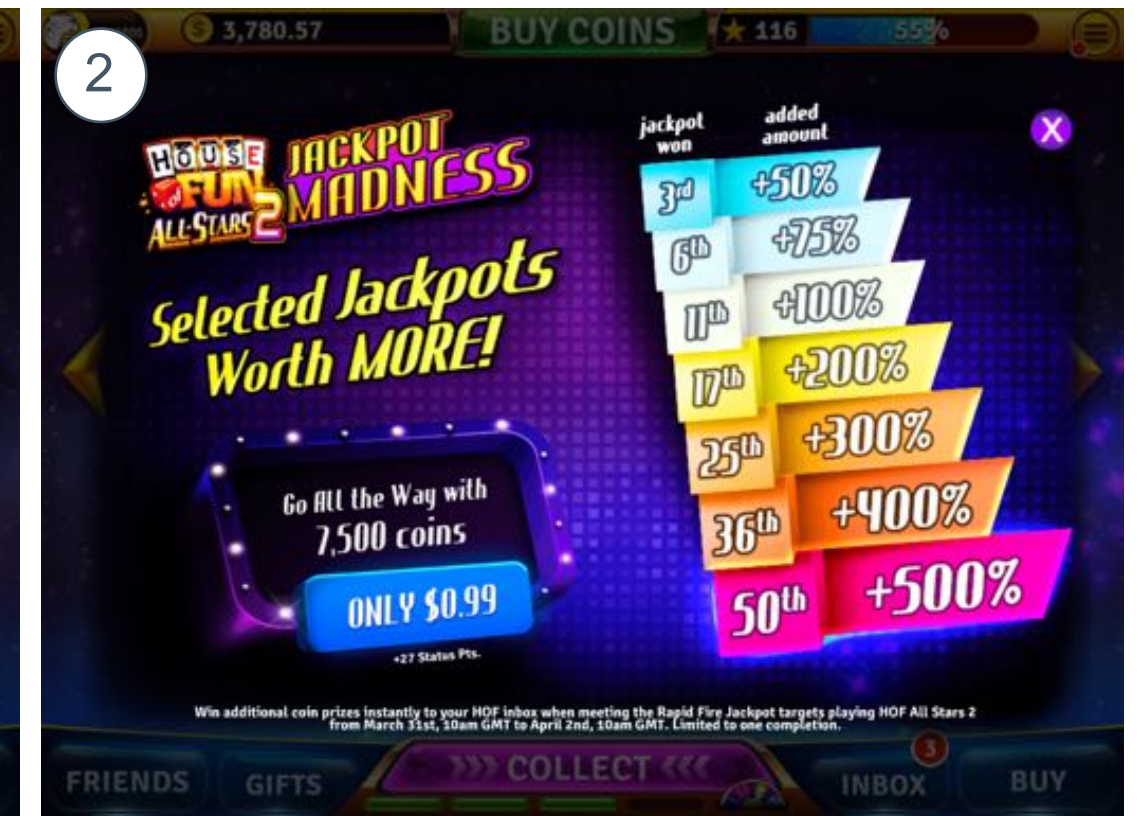 2
3,780.57
BUY COINS
116
55%
HOUSE
of FUN
ALL-STARS 2
JACKPOT
MADNESS
Selected Jackpots
Worth MORE!
Go All the Way with
7,500 coins
ONLY $0.99
+27 Status Pts.
jackpot won
added amount
X
3rd +50%
6th +75%
11th +100%
17th +200%
25th +300%
36th +400%
50th +500%
Win additional coin prizes instantly to your HOF inbox when meeting the Rapid Fire Jackpot targets playing HOF All Stars 2
from March 31st, 10am GMT to April 2nd, 10am GMT. Limited to one completion.
FRIENDS
GIFTS
>>> COLLECT <<<
INBOX
3
BUY